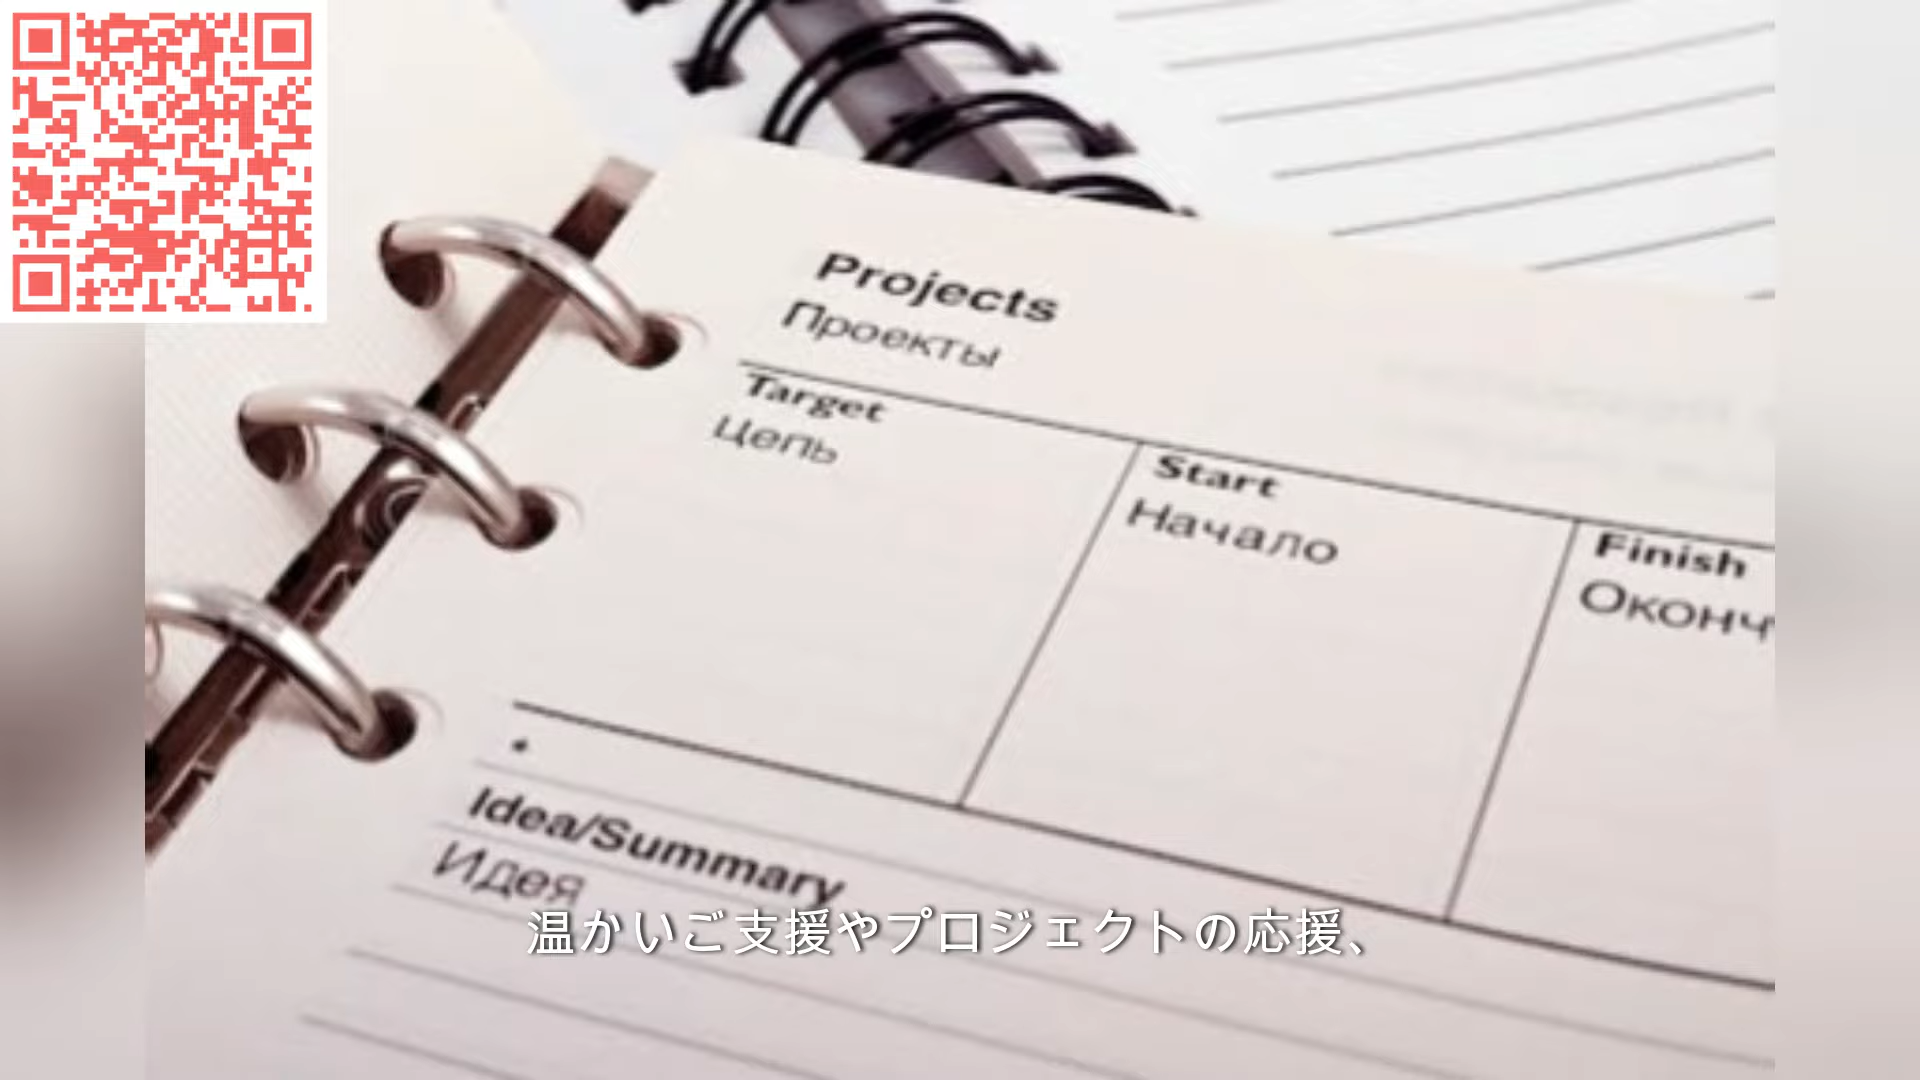 Projects
Проекты
Target
Цель
Start
Начало
Finish
Оконч
Idea/Summary
Идея
温かいご支援やプロジェクトの応援、